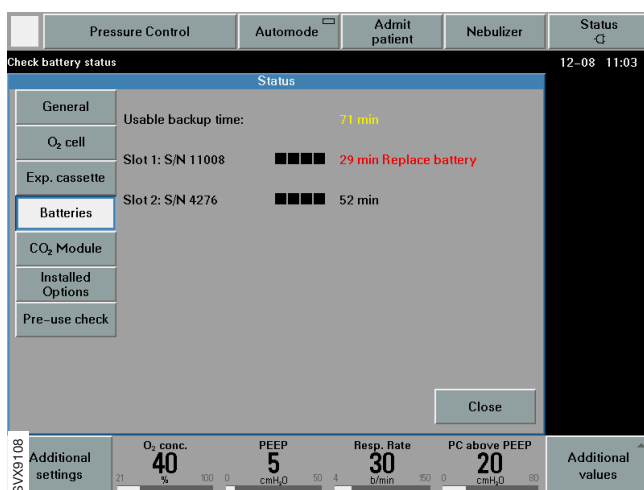 Pressure Control
Automode
Admit
patient
Nebulizer
Status
Check battery status
12-08 11:03
Status
General
Usable backup time: 71 min
O₂ cell
Slot 1: S/N 11008 29 min Replace battery
Exp. cassette
Slot 2: S/N 4276 52 min
Batteries
CO₂ Module
Installed
Options
Pre-use check
Close
SVX9108
Additional
settings
O₂ conc.
40
21 % 100
PEEP
5
0 cmH₂O 50
Resp. Rate
30
4 b/min 150
PC above PEEP
20
0 cmH₂O 80
Additional
values